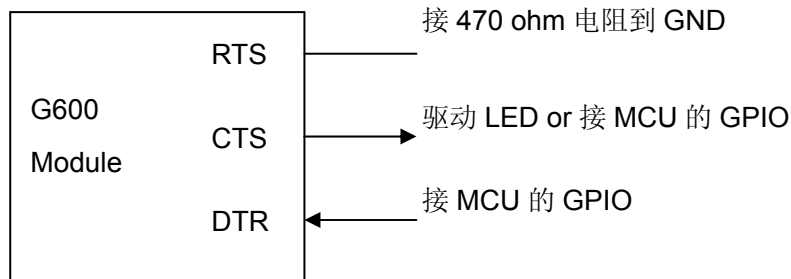 接 470 ohm 电阻到 GND
RTS
G600
驱动 LED or 接 MCU 的 GPIO
CTS
Module
接 MCU 的 GPIO
DTR